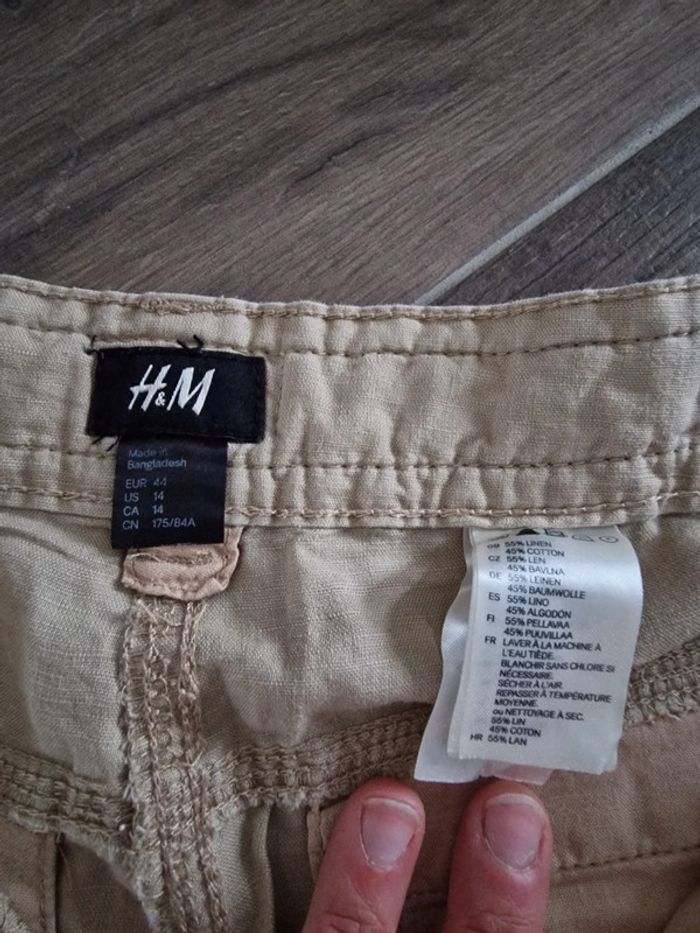 H&M
Made in
Bangladesh
EUR 44
US 14
CA 14
CN 175/84A
GB 55% LINEN
45% COTTON
CZ 55% LEN
45% BAVLNA
DE 55% LEINEN
45% BAUMWOLLE
ES 55% LINO
45% ALGODÓN
FI 55% PELLAVAA
45% PUUVILLAA
FR LAVER À LA MACHINE À
L'EAU TIÈDE.
BLANCHIR SANS CHLORE SI
NÉCESSAIRE.
SÉCHER À L'AIR.
REPASSER À TEMPÉRATURE
MOYENNE.
ou NETTOYAGE À SEC.
55% LIN
45% COTON
HR 55% LAN